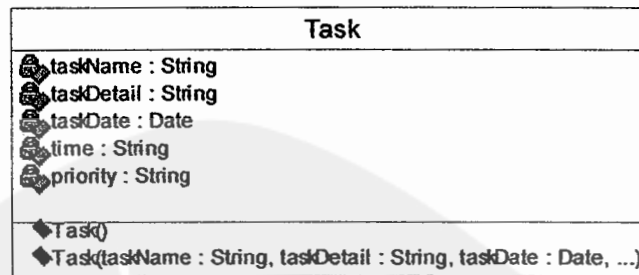 Task
taskName : String
taskDetail : String
taskDate : Date
time : String
priority : String
Task()
Task(taskName : String, taskDetail : String, taskDate : Date, ...)